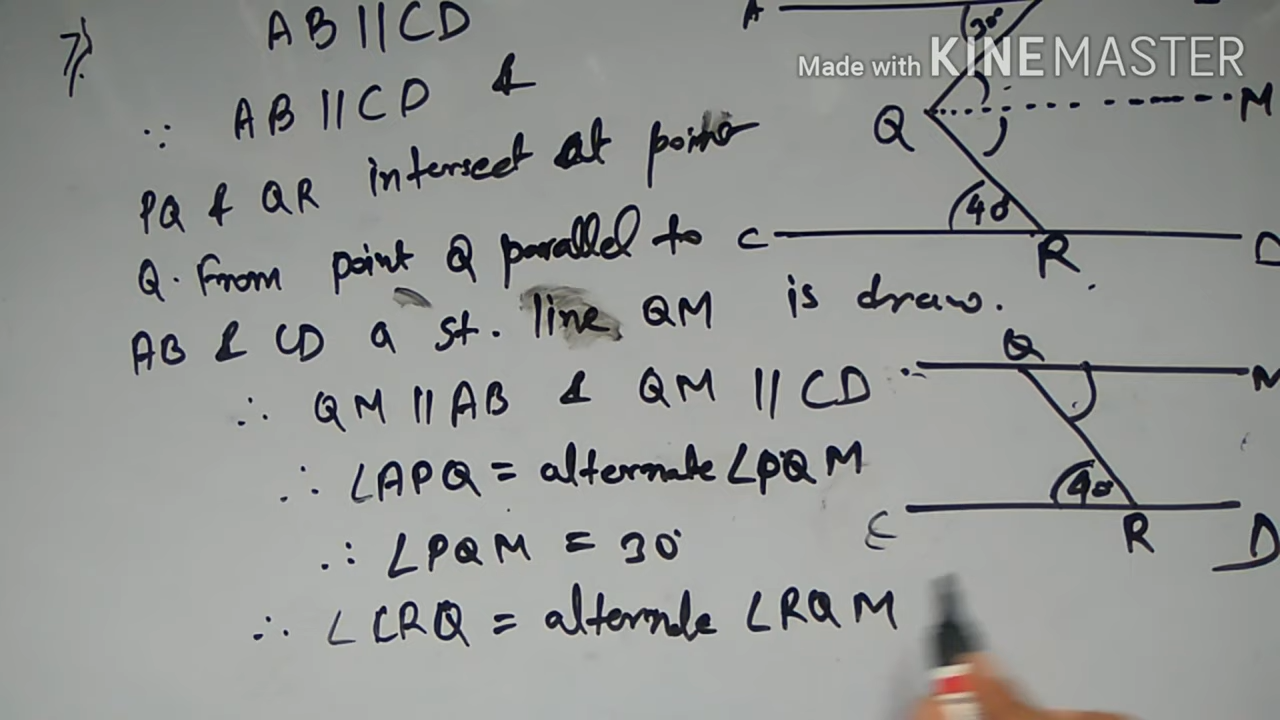 7)
AB || CD
∵ AB || CD &
PQ & QR intersect at point
Q. From point Q parallel to
AB & CD a st. line QM is draw.
∴ QM || AB & QM || CD
∴ ∠APQ = alternate ∠PQM
∴ ∠PQM = 30°
∴ ∠CRQ = alternde ∠RQM
A
30°
Made with KINEMASTER
Q
M
40
C
R
D
Q
M
40
C
R
D